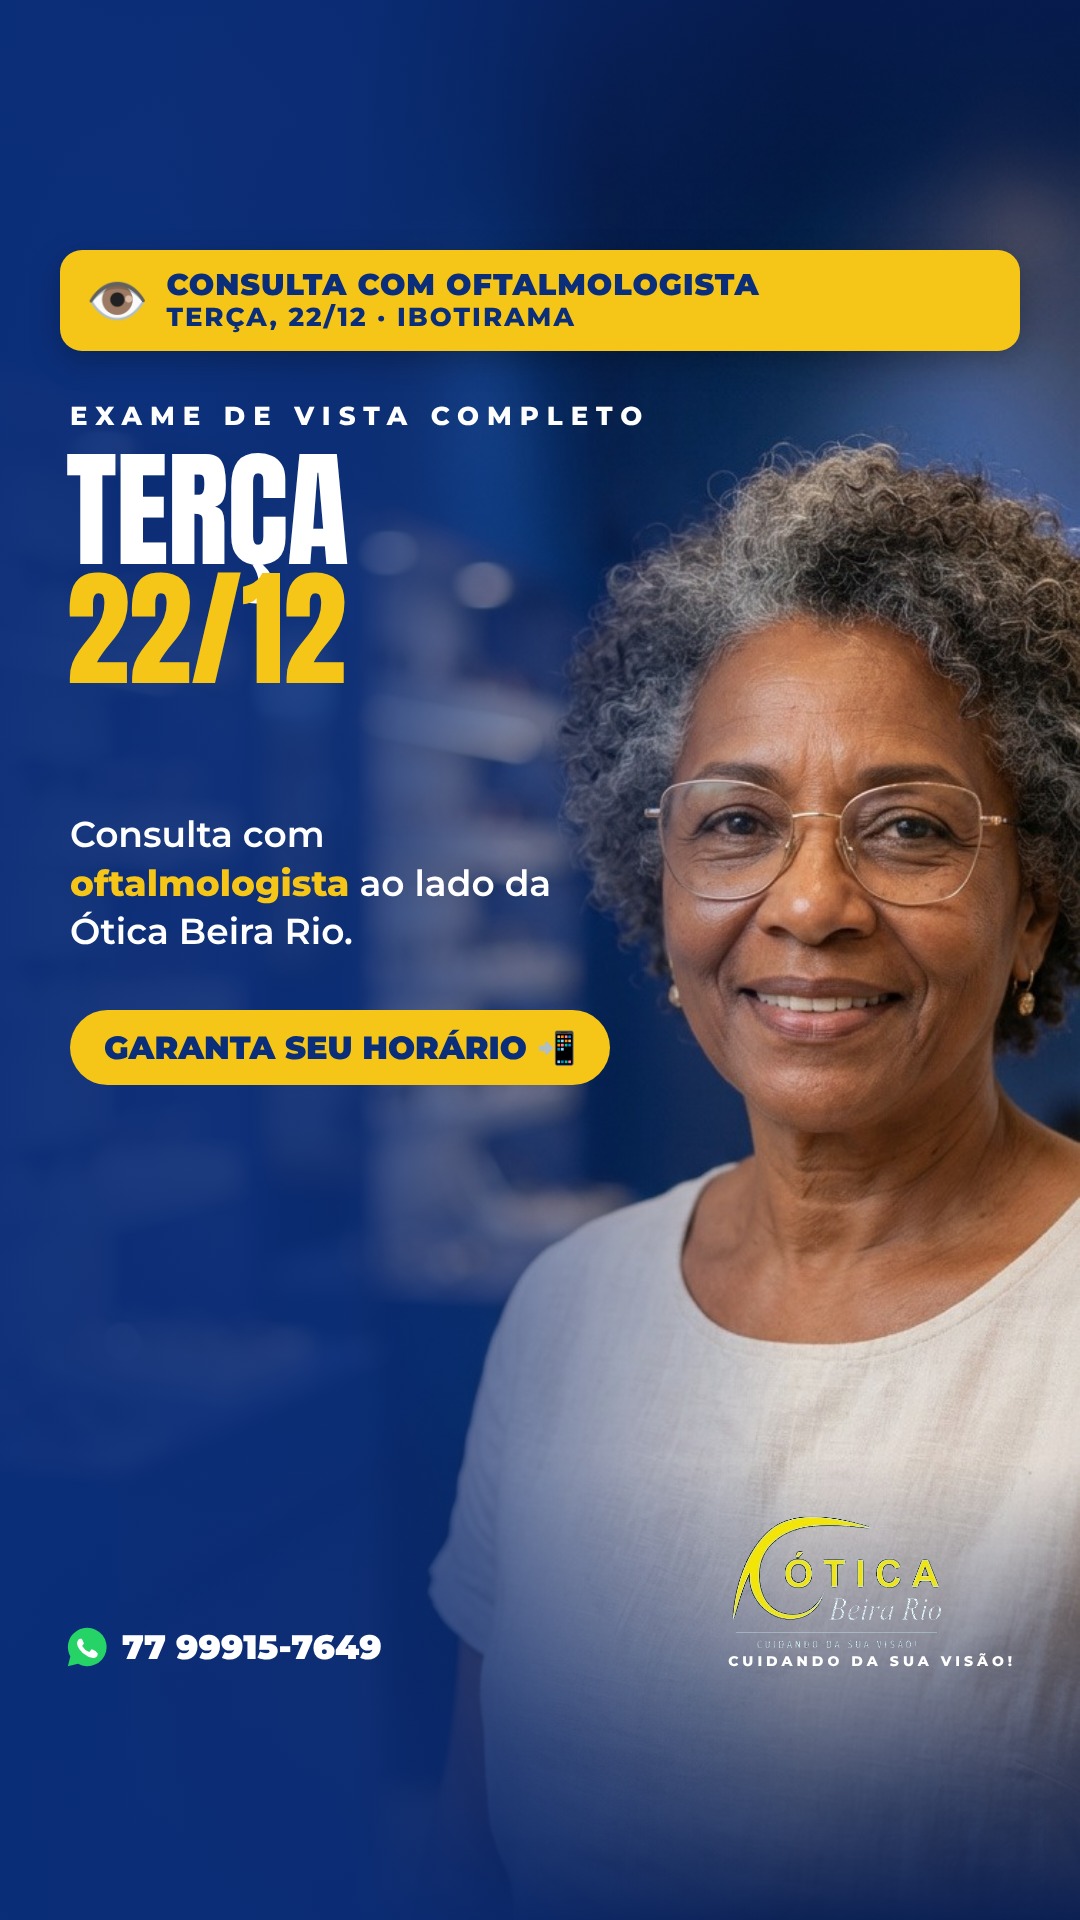 CONSULTA COM OFTALMOLOGISTA
TERÇA, 22/12 · IBOTIRAMA
EXAME DE VISTA COMPLETO
TERÇA
22/12
Consulta com
oftalmologista ao lado da
Ótica Beira Rio.
GARANTA SEU HORÁRIO
77 99915-7649
ÓTICA
Beira Rio
CUIDANDO DA SUA VISÃO!
CUIDANDO DA SUA VISÃO!